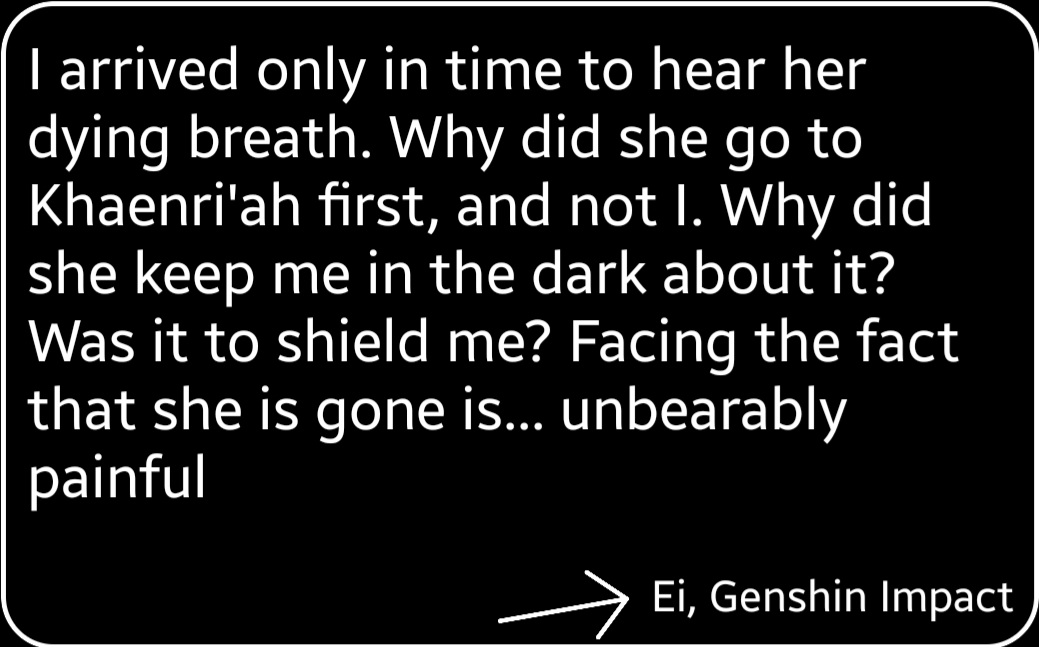 I arrived only in time to hear her
dying breath. Why did she go to
Khaenri'ah first, and not I. Why did
she keep me in the dark about it?
Was it to shield me? Facing the fact
that she is gone is... unbearably
painful
Ei, Genshin Impact